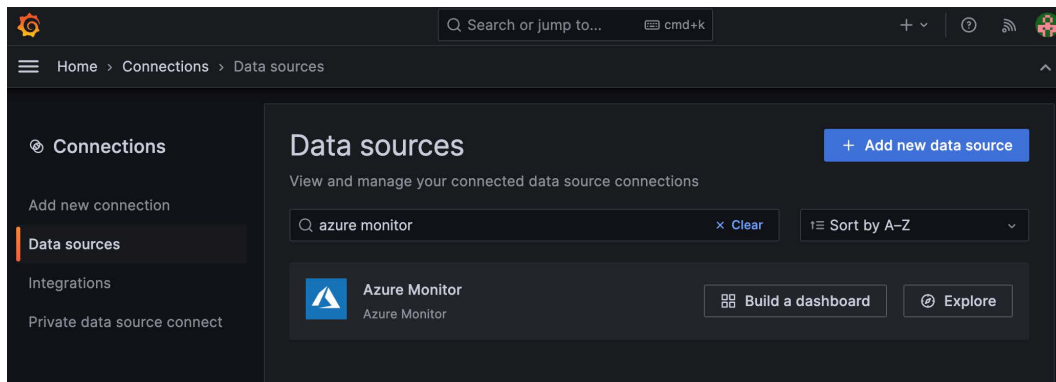 Search or jump to... cmd+k
Home > Connections > Data sources
Connections
Add new connection
Data sources
Integrations
Private data source connect
Data sources
+ Add new data source
View and manage your connected data source connections
azure monitor × Clear Sort by A–Z
Azure Monitor
Azure Monitor
Build a dashboard Explore